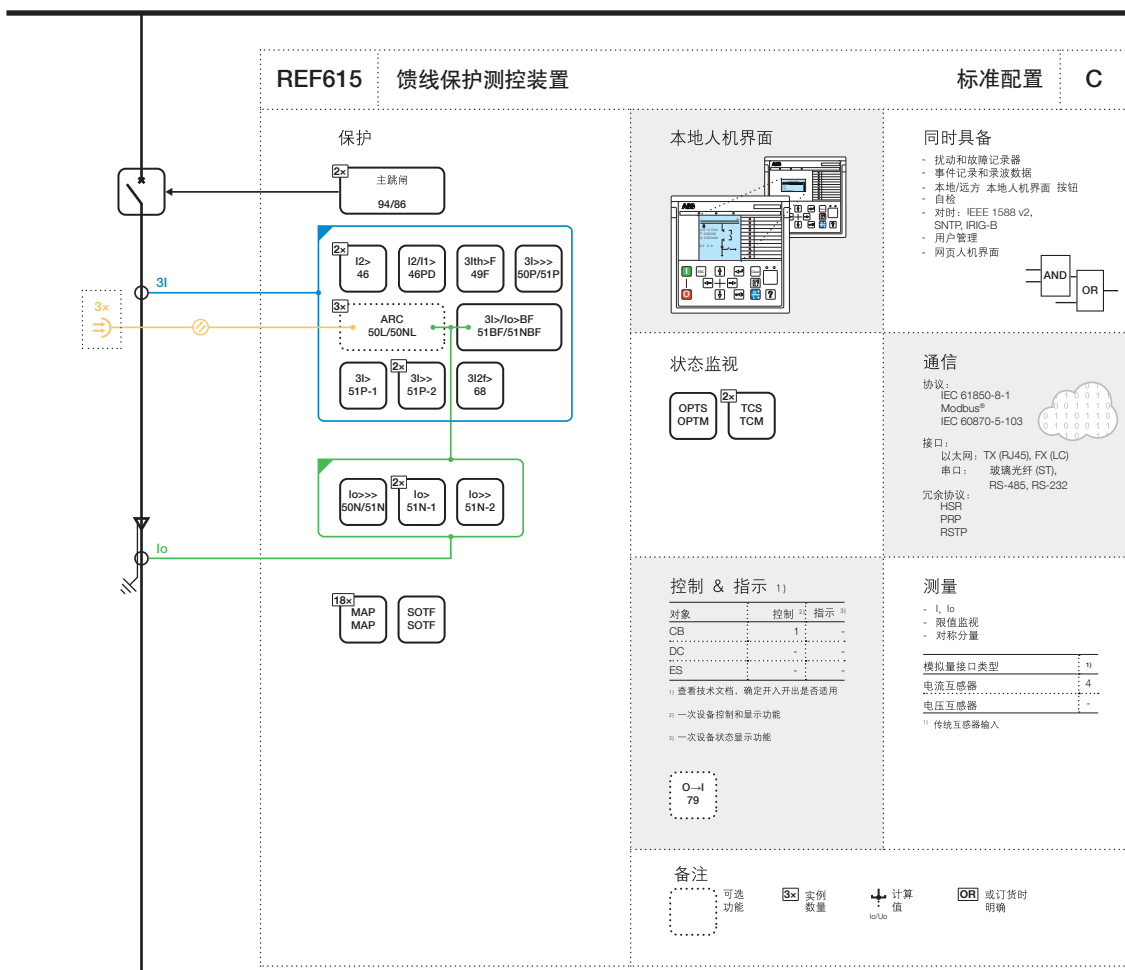 REF615 馈线保护测控装置 标准配置 C
保护
2×
主跳闸
94/86
3I
2×
I2>
46
I2/I1>
46PD
3Ith>F
49F
3I>>>
50P/51P
3×
3×
ARC
50L/50NL
3I>/Io>BF
51BF/51NBF
3I>
51P-1
2×
3I>>
51P-2
3I2f>
68
Io>>>
50N/51N
2×
Io>
51N-1
Io>>
51N-2
Io
18×
MAP
MAP
SOTF
SOTF
本地人机界面
ABB
ABB
同时具备
- 扰动和故障记录器
- 事件记录和录波数据
- 本地/远方 本地人机界面 按钮
- 自检
- 对时：IEEE 1588 v2,
SNTP, IRIG-B
- 用户管理
- 网页人机界面
AND
OR
状态监视
OPTS
OPTM
2×
TCS
TCM
通信
协议：
IEC 61850-8-1
Modbus®
IEC 60870-5-103
接口：
以太网：TX (RJ45), FX (LC)
串口： 玻璃光纤 (ST),
RS-485, RS-232
冗余协议：
HSR
PRP
RSTP
控制 & 指示 1)
对象 控制 2) 指示 3)
CB 1 -
DC - -
ES - -
1) 查看技术文档，确定开入开出是否适用
2) 一次设备控制和显示功能
3) 一次设备状态显示功能
O→I
79
测量
- I, Io
- 限值监视
- 对称分量
模拟量接口类型 1)
电流互感器 4
电压互感器 -
1) 传统互感器输入
备注
可选
功能
3× 实例
数量
计算
值
Io/Uo
OR 或订货时
明确